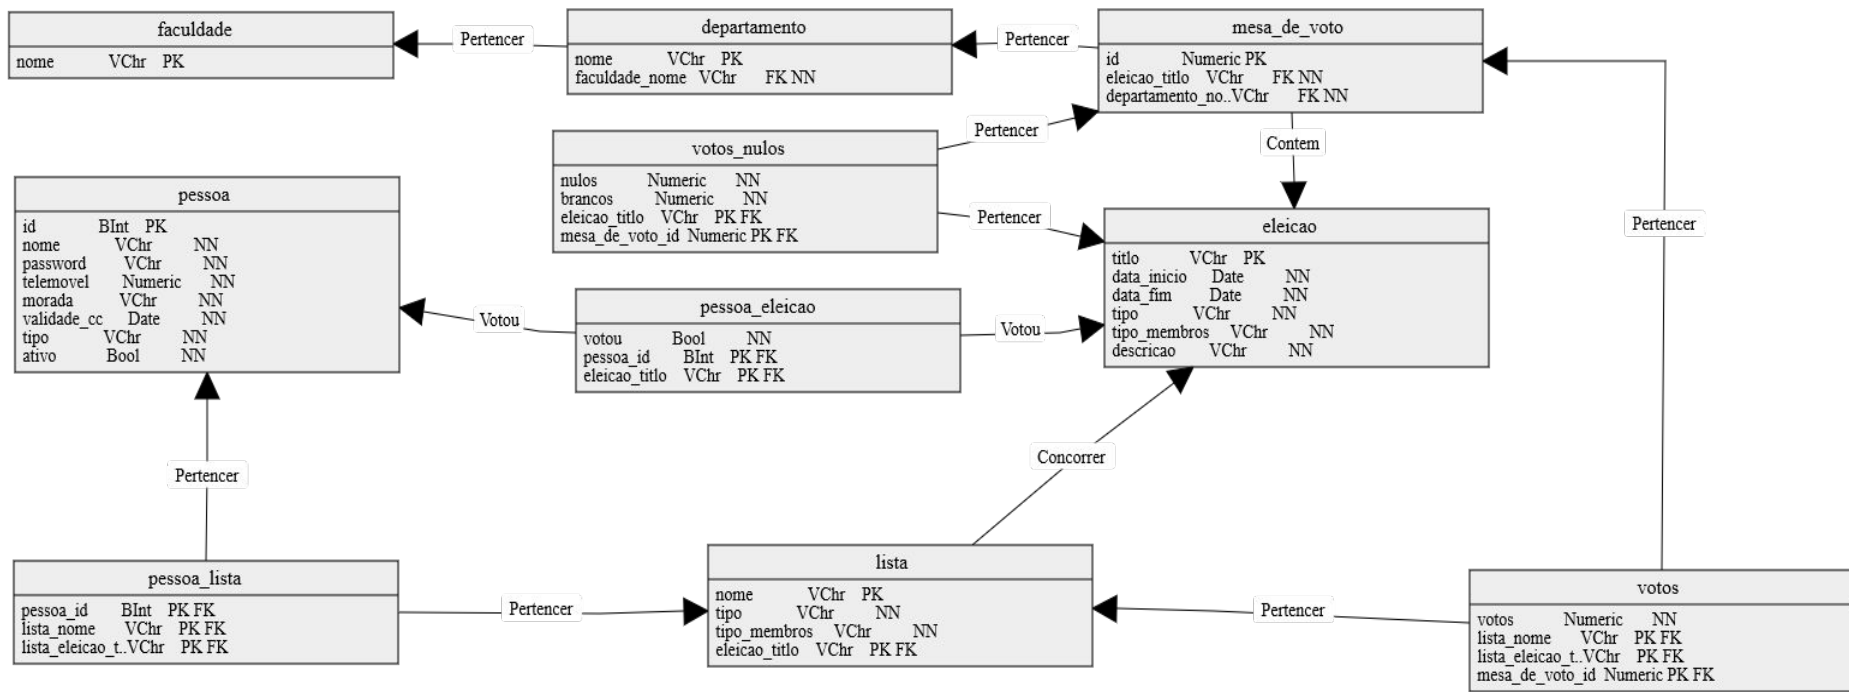 faculdade
nome VChr PK
Pertencer
departamento
nome VChr PK
faculdade_nome VChr FK NN
Pertencer
mesa_de_voto
id Numeric PK
eleicao_titlo VChr FK NN
departamento_no..VChr FK NN
Pertencer
Contem
votos_nulos
nulos Numeric NN
brancos Numeric NN
eleicao_titlo VChr PK FK
mesa_de_voto_id Numeric PK FK
Pertencer
Pertencer
pessoa
id BInt PK
nome VChr NN
password VChr NN
telemovel Numeric NN
morada VChr NN
validade_cc Date NN
tipo VChr NN
ativo Bool NN
Votou
pessoa_eleicao
votou Bool NN
pessoa_id BInt PK FK
eleicao_titlo VChr PK FK
Votou
eleicao
titlo VChr PK
data_inicio Date NN
data_fim Date NN
tipo VChr NN
tipo_membros VChr NN
descricao VChr NN
Concorrer
Pertencer
pessoa_lista
pessoa_id BInt PK FK
lista_nome VChr PK FK
lista_eleicao_t..VChr PK FK
Pertencer
lista
nome VChr PK
tipo VChr NN
tipo_membros VChr NN
eleicao_titlo VChr PK FK
Pertencer
votos
votos Numeric NN
lista_nome VChr PK FK
lista_eleicao_t..VChr PK FK
mesa_de_voto_id Numeric PK FK